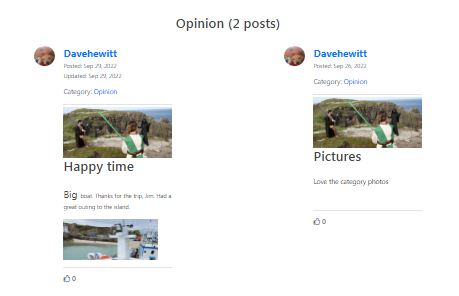 Opinion (2 posts)
Davehewitt
Posted: Sep 29, 2022
Updated: Sep 29, 2022
Category: Opinion
Happy time
Big boat. Thanks for the trip, Jim. Had a
great outing to the island.
0
Davehewitt
Posted: Sep 26, 2022
Category: Opinion
Pictures
Love the category photos
0